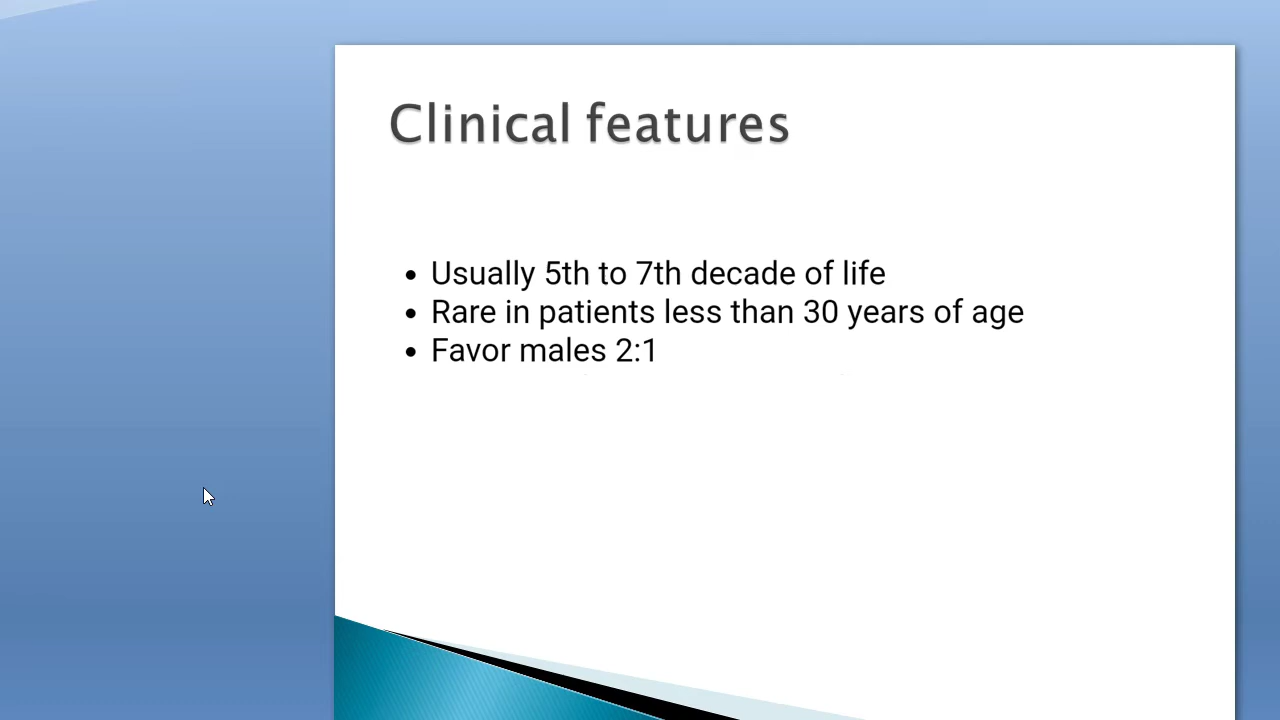 Clinical features
• Usually 5th to 7th decade of life
• Rare in patients less than 30 years of age
• Favor males 2:1